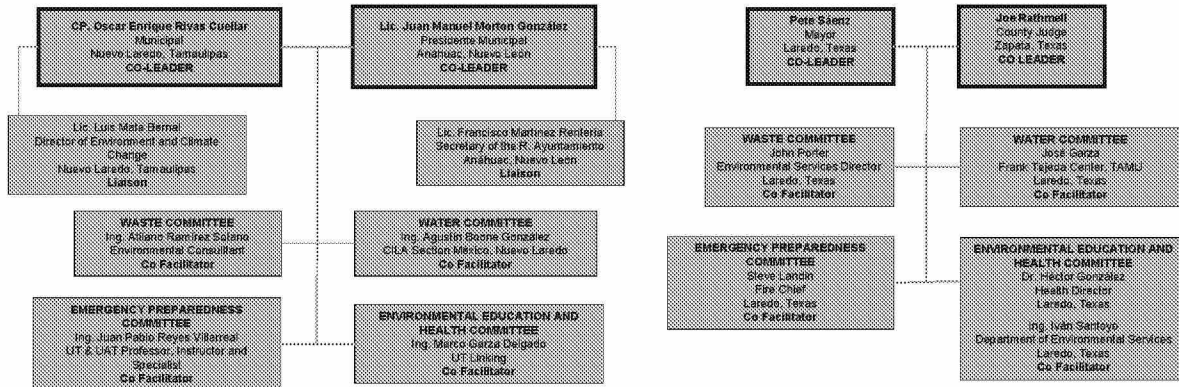 CP. Oscar Enrique Rivas Cuellar
Municipal
Nuevo Laredo, Tamaulipas
CO-LEADER
Lic. Juan Manuel Morton González
Presidente Municipal
Anáhuac, Nuevo León
CO-LEADER
Lic. Luis Mata Bernal
Director of Environment and Climate
Change
Nuevo Laredo, Tamaulipas
Liaison
Lic. Francisco Martinez Renteria
Secretary of the R. Ayuntamiento
Anáhuac, Nuevo León
Liaison
WASTE COMMITTEE
Ing. Ramirez Solano
Environmental Consultant
Co Facilitator
WATER COMMITTEE
Ing. Agustín Boone González
CILA Section México, Nuevo Laredo
Co Facilitator
EMERGENCY PREPAREDNESS
COMMITTEE
Ing. Juan Pablo Reyes Villarreal
UT & UAT Professor, Instructor and
Specialist
Co Facilitator
ENVIRONMENTAL EDUCATION AND
HEALTH COMMITTEE
Ing. Marco Garza Delgado
UT Linking
Co Facilitator
Pete Sáenz
Mayor
Laredo, Texas
CO-LEADER
Joe Rathmell
County Judge
Zapata, Texas
CO LEADER
WASTE COMMITTEE
John Porter
Environmental Services Director
Laredo, Texas
Co Facilitator
WATER COMMITTEE
José Garza
Frank Tejeda Center, TAMU
Laredo, Texas
Co Facilitator
EMERGENCY PREPAREDNESS
COMMITTEE
Steve Landin
Fire Chief
Laredo, Texas
Co Facilitator
ENVIRONMENTAL EDUCATION AND
HEALTH COMMITTEE
Dr. Héctor González
Health Director
Laredo, Texas
Ing. Iván Santoyo
Department of Environmental Services
Laredo, Texas
Co Facilitator